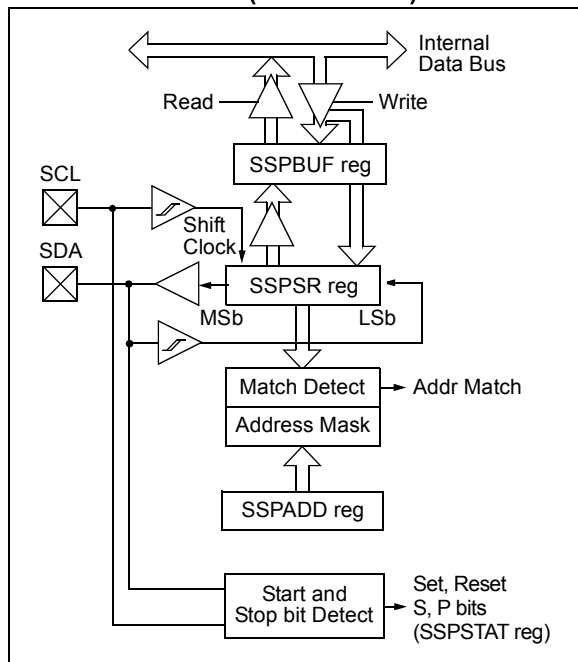 Internal
Data Bus
Read
Write
SSPBUF reg
SCL
Shift
Clock
SDA
SSPSR reg
MSb
LSb
Match Detect
Addr Match
Address Mask
SSPADD reg
Start and
Stop bit Detect
Set, Reset
S, P bits
(SSPSTAT reg)